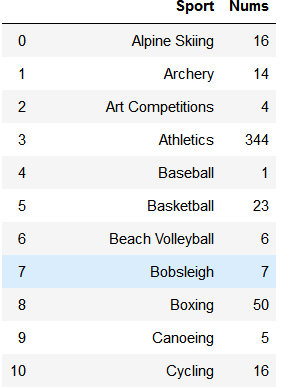 Sport Nums
0 Alpine Skiing 16
1 Archery 14
2 Art Competitions 4
3 Athletics 344
4 Baseball 1
5 Basketball 23
6 Beach Volleyball 6
7 Bobsleigh 7
8 Boxing 50
9 Canoeing 5
10 Cycling 16